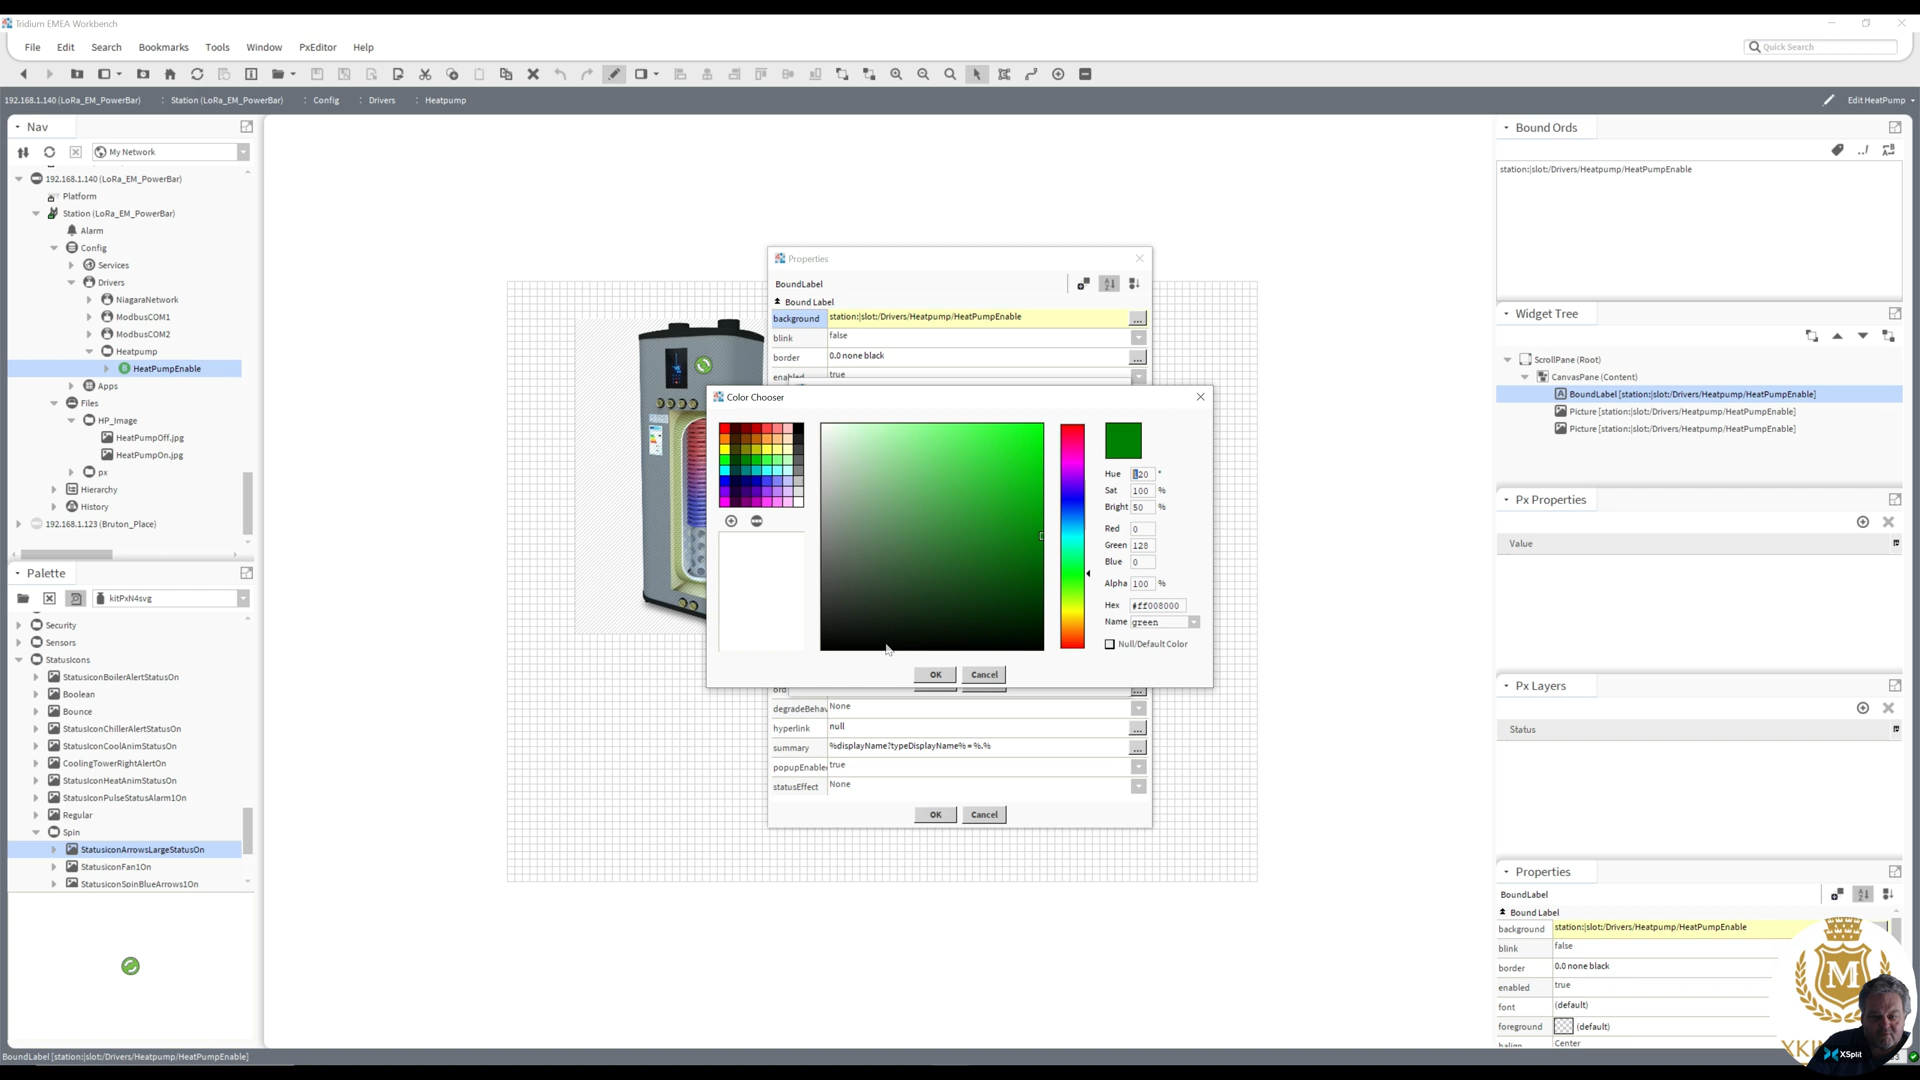 Tridium EMEA Workbench
File Edit Search Bookmarks Tools Window PxEditor Help
Quick Search
192.168.1.140 (LoRa_EM_PowerBar) : Station (LoRa_EM_PowerBar) : Config : Drivers : Heatpump
Edit HeatPump
Nav
My Network
192.168.1.140 (LoRa_EM_PowerBar)
Platform
Station (LoRa_EM_PowerBar)
Alarm
Config
Services
Drivers
NiagaraNetwork
ModbusCOM1
ModbusCOM2
Heatpump
HeatPumpEnable
Apps
Files
HP_Image
HeatPumpOff.jpg
HeatPumpOn.jpg
px
Hierarchy
History
192.168.1.123 (Bruton_Place)
Palette
kitPxN4svg
Security
Sensors
StatusIcons
StatusiconBoilerAlertStatusOn
Boolean
Bounce
StatusIconChillerAlertStatusOn
StatusIconCoolAnimStatusOn
CoolingTowerRightAlertOn
StatusIconHeatAnimStatusOn
StatusIconPulseStatusAlarm1On
Regular
Spin
StatusiconArrowsLargeStatusOn
StatusiconFan1On
StatusiconSpinBlueArrows1On
BoundLabel [station:|slot:/Drivers/Heatpump/HeatPumpEnable]
Properties
BoundLabel
Bound Label
background station:|slot:/Drivers/Heatpump/HeatPumpEnable ...
blink false
border 0.0 none black ...
enabled true
Color Chooser
Hue 120 °
Sat 100 %
Bright 50 %
Red 0
Green 128
Blue 0
Alpha 100 %
Hex #ff008000
Name green
Null/Default Color
OK Cancel
ord ...
degradeBehav None
hyperlink null ...
summary %displayName?typeDisplayName% = %.% ...
popupEnable true
statusEffect None
OK Cancel
Bound Ords
station:|slot:/Drivers/Heatpump/HeatPumpEnable
Widget Tree
ScrollPane (Root)
CanvasPane (Content)
BoundLabel [station:|slot:/Drivers/Heatpump/HeatPumpEnable]
Picture [station:|slot:/Drivers/Heatpump/HeatPumpEnable]
Picture [station:|slot:/Drivers/Heatpump/HeatPumpEnable]
Px Properties
Value
Px Layers
Status
Properties
BoundLabel
Bound Label
background station:|slot:/Drivers/Heatpump/HeatPumpEnable
blink false
border 0.0 none black
enabled true
font (default)
foreground (default)
halign Center
M
XKI
XSplit